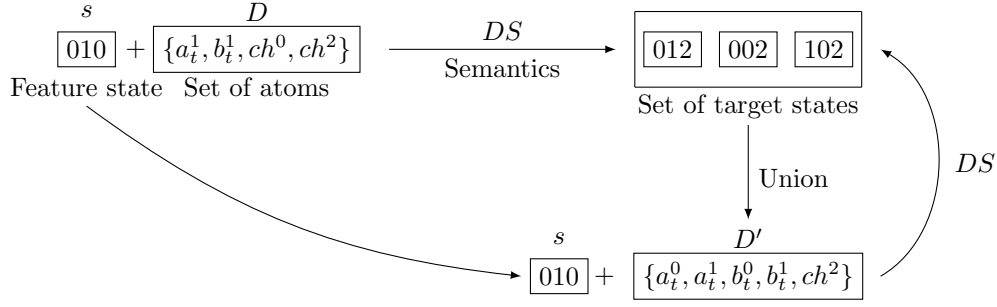 s D
010 + {a_t^1, b_t^1, ch^0, ch^2}
Feature state Set of atoms
DS
Semantics
012 002 102
Set of target states
Union
DS
s D′
010 + {a_t^0, a_t^1, b_t^0, b_t^1, ch^2}